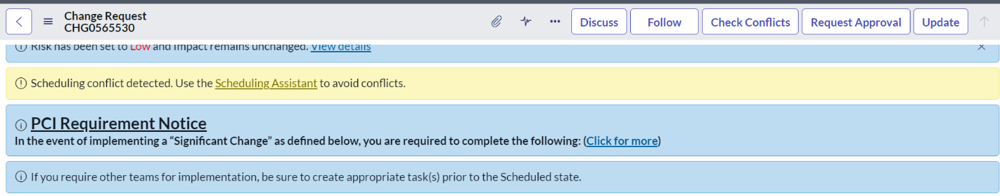 Change Request
CHG0565530
Discuss
Follow
Check Conflicts
Request Approval
Update
Risk has been set to Low and Impact remains unchanged. View details
Scheduling conflict detected. Use the Scheduling Assistant to avoid conflicts.
PCI Requirement Notice
In the event of implementing a “Significant Change” as defined below, you are required to complete the following: (Click for more)
If you require other teams for implementation, be sure to create appropriate task(s) prior to the Scheduled state.